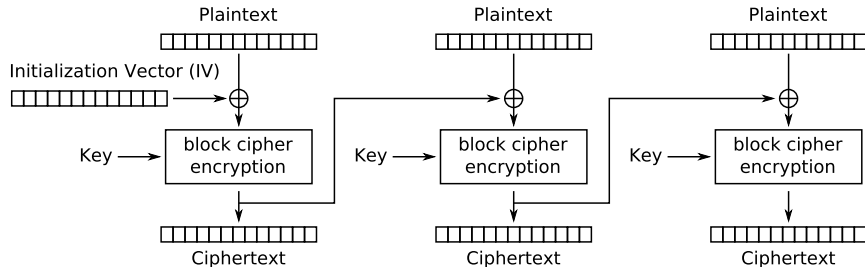 Plaintext
Plaintext
Plaintext
Initialization Vector (IV)
Key
block cipher
encryption
Key
block cipher
encryption
Key
block cipher
encryption
Ciphertext
Ciphertext
Ciphertext